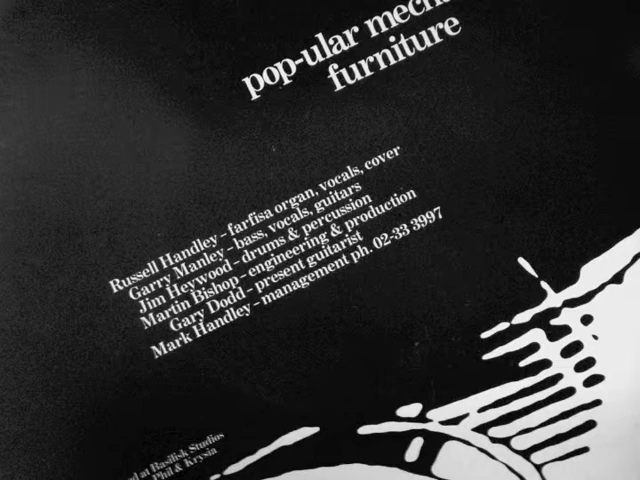 pop-ular mecha
furniture
Russell Handley – farfisa organ, vocals, cover
Garry Manley – bass, vocals, guitars
Jim Heywood – drums & percussion
Martin Bishop – engineering & production
Gary Dodd – present guitarist
Mark Handley – management ph. 02-33 3997
d at Basilisk Studios
Phil & Krysia